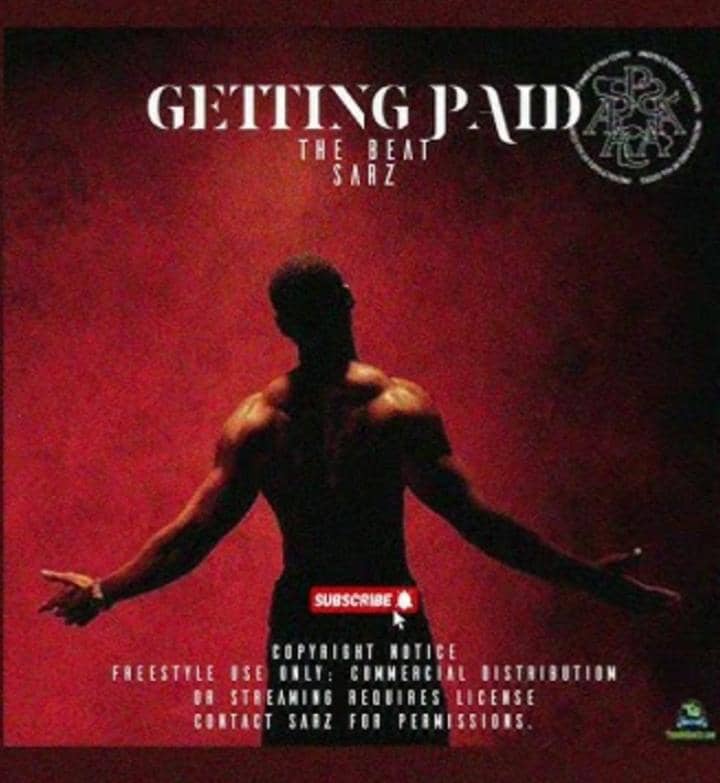 GETTING PAID
THE BEAT
SARZ
SUBSCRIBE
COPYRIGHT NOTICE
FREESTYLE USE ONLY: COMMERCIAL DISTRIBUTION
OR STREAMING REQUIRES LICENSE
CONTACT SARZ FOR PERMISSIONS.